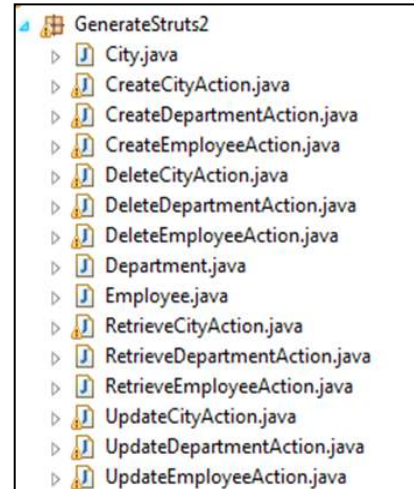 GenerateStruts2
City.java
CreateCityAction.java
CreateDepartmentAction.java
CreateEmployeeAction.java
DeleteCityAction.java
DeleteDepartmentAction.java
DeleteEmployeeAction.java
Department.java
Employee.java
RetrieveCityAction.java
RetrieveDepartmentAction.java
RetrieveEmployeeAction.java
UpdateCityAction.java
UpdateDepartmentAction.java
UpdateEmployeeAction.java